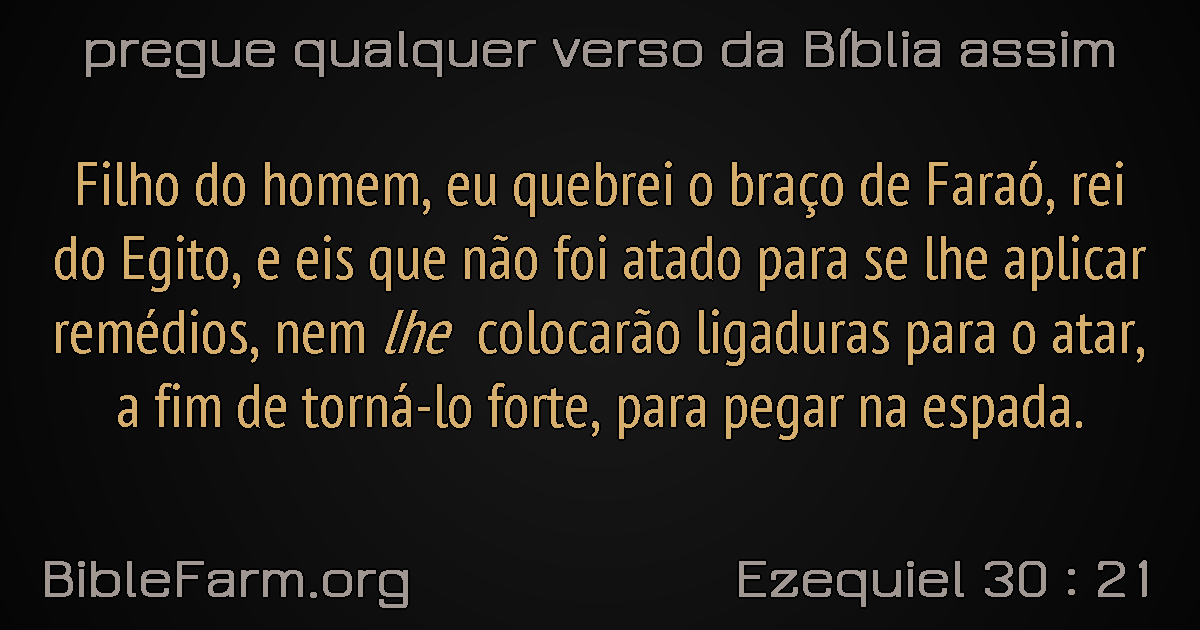 pregue qualquer verso da Bíblia assim
Filho do homem, eu quebrei o braço de Faraó, rei
do Egito, e eis que não foi atado para se lhe aplicar
remédios, nem lhe colocarão ligaduras para o atar,
a fim de torná-lo forte, para pegar na espada.
BibleFarm.org
Ezequiel 30 : 21